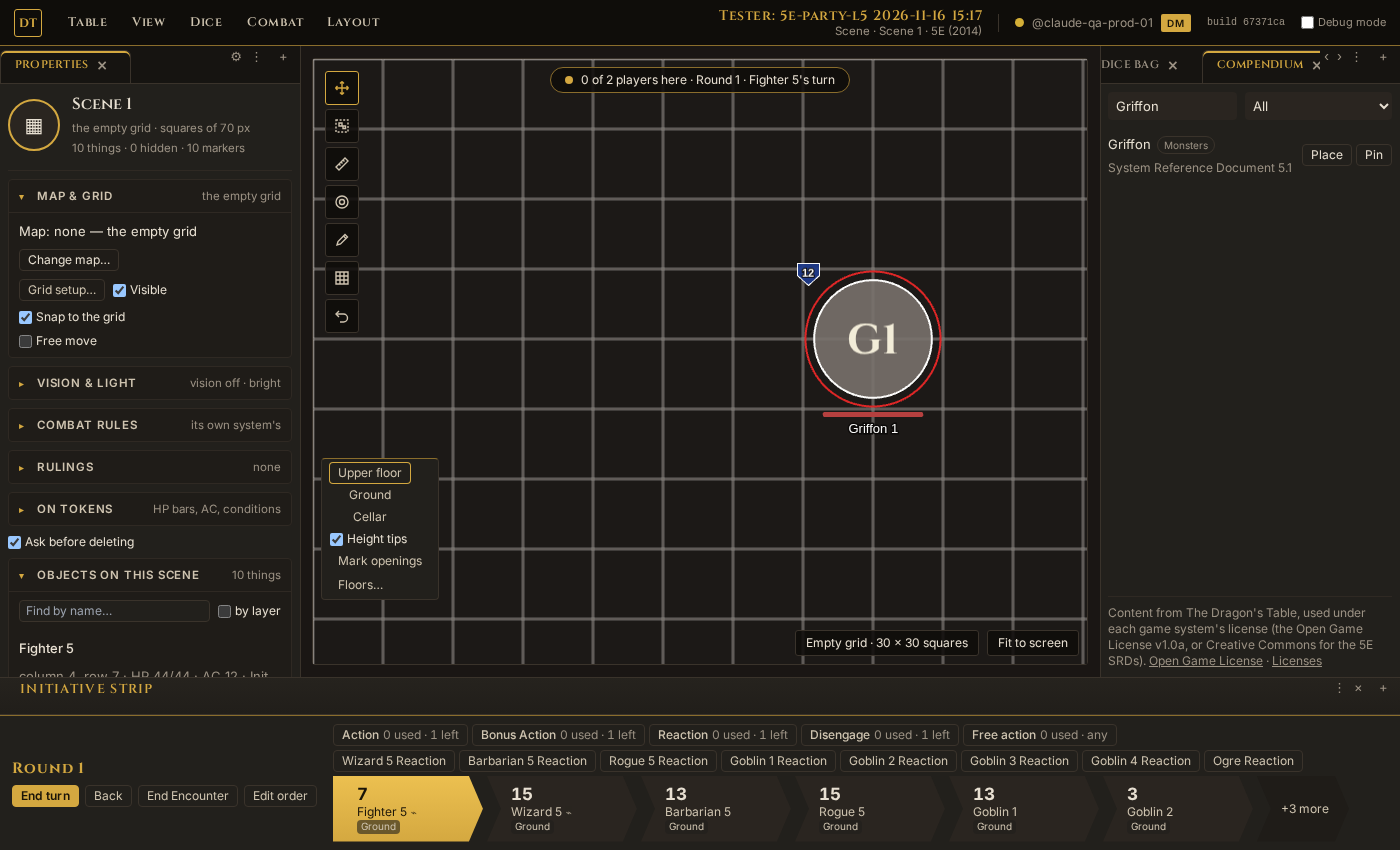 DT TABLE VIEW DICE COMBAT LAYOUT
TESTER: 5E-PARTY-L5 2026-11-16 15:17
Scene · Scene 1 · 5E (2014)
@claude-qa-prod-01 DM build 67371ca Debug mode
PROPERTIES
SCENE 1
the empty grid · squares of 70 px
10 things · 0 hidden · 10 markers
MAP & GRID the empty grid
Map: none — the empty grid
Change map...
Grid setup... Visible
Snap to the grid
Free move
VISION & LIGHT vision off · bright
COMBAT RULES its own system's
RULINGS none
ON TOKENS HP bars, AC, conditions
Ask before deleting
OBJECTS ON THIS SCENE 10 things
Find by name... by layer
Fighter 5
column 4, row 7 · HP 44/44 · AC 12 · Init
0 of 2 players here · Round 1 · Fighter 5's turn
12
G1
Griffon 1
Upper floor
Ground
Cellar
Height tips
Mark openings
Floors...
Empty grid · 30 × 30 squares Fit to screen
DICE BAG COMPENDIUM
Griffon All
Griffon Monsters
System Reference Document 5.1
Place Pin
Content from The Dragon's Table, used under
each game system's license (the Open Game
License v1.0a, or Creative Commons for the 5E
SRDs). Open Game License · Licenses
INITIATIVE STRIP
ROUND 1
End turn Back End Encounter Edit order
Action 0 used · 1 left Bonus Action 0 used · 1 left Reaction 0 used · 1 left Disengage 0 used · 1 left Free action 0 used · any
Wizard 5 Reaction Barbarian 5 Reaction Rogue 5 Reaction Goblin 1 Reaction Goblin 2 Reaction Goblin 3 Reaction Goblin 4 Reaction Ogre Reaction
7 Fighter 5 Ground
15 Wizard 5 Ground
13 Barbarian 5 Ground
15 Rogue 5 Ground
13 Goblin 1 Ground
3 Goblin 2 Ground
+3 more